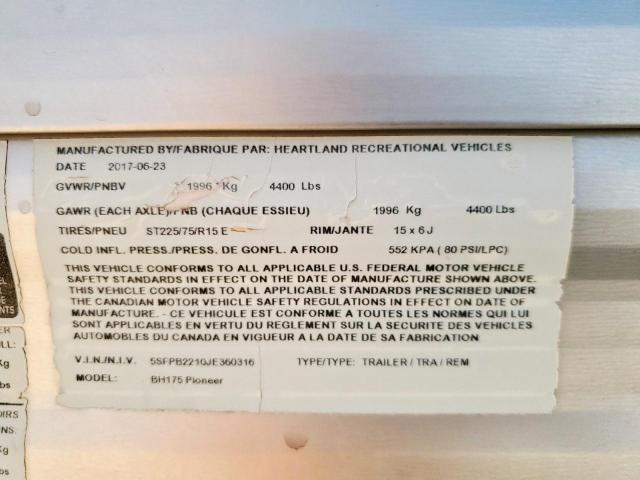 MANUFACTURED BY/FABRIQUE PAR: HEARTLAND RECREATIONAL VEHICLES
DATE 2017-06-23
GVWR/PNBV 1996 Kg 4400 Lbs
GAWR (EACH AXLE)/PNB (CHAQUE ESSIEU) 1996 Kg 4400 Lbs
TIRES/PNEU ST225/75/R15 E RIM/JANTE 15 x 6 J
COLD INFL. PRESS./PRESS. DE GONFL. A FROID 552 KPA ( 80 PSI/LPC)
THIS VEHICLE CONFORMS TO ALL APPLICABLE U.S. FEDERAL MOTOR VEHICLE
SAFETY STANDARDS IN EFFECT ON THE DATE OF MANUFACTURE SHOWN ABOVE.
THIS VEHICLE CONFORMS TO ALL APPLICABLE STANDARDS PRESCRIBED UNDER
THE CANADIAN MOTOR VEHICLE SAFETY REGULATIONS IN EFFECT ON DATE OF
MANUFACTURE. - CE VEHICULE EST CONFORME A TOUTES LES NORMES QUI LUI
SONT APPLICABLES EN VERTU DU REGLEMENT SUR LA SECURITE DES VEHICLES
AUTOMOBILES DU CANADA EN VIGUEUR A LA DATE DE SA FABRICATION
V.I.N./N.I.V. 5SFPB2210JE360316 TYPE/TYPE: TRAILER / TRA / REM
MODEL: BH175 Pioneer